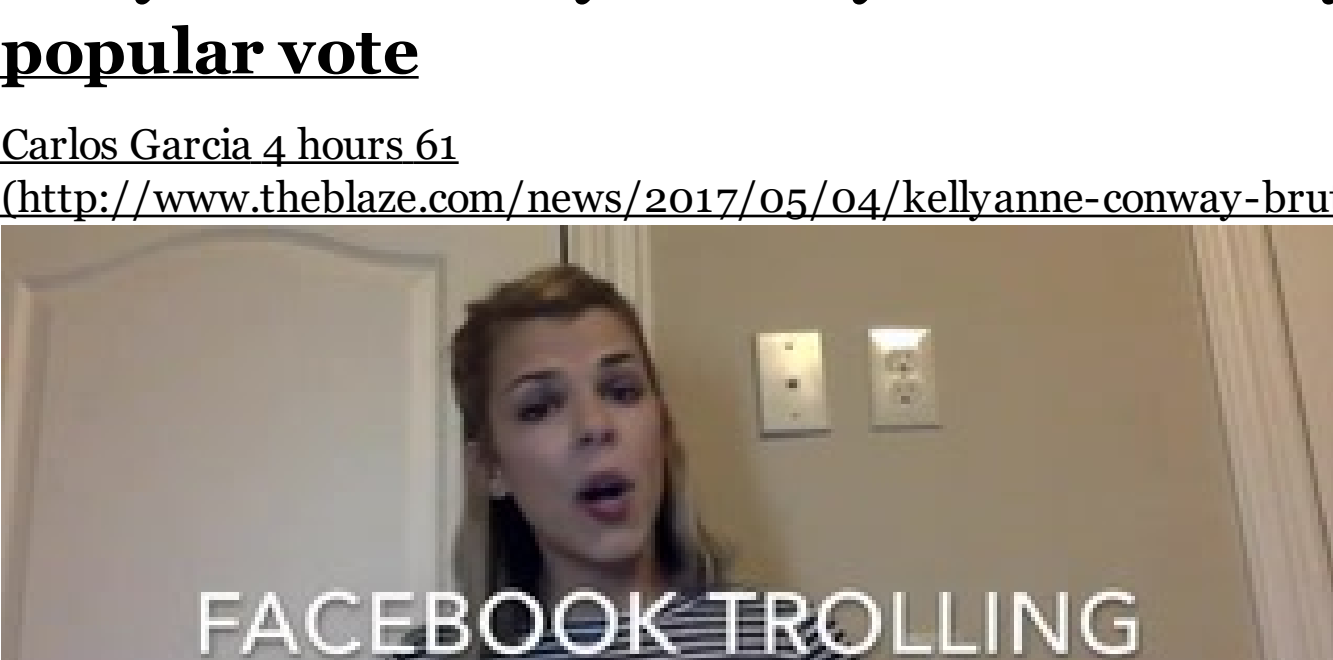 popular vote
Carlos Garcia 4 hours 61
(http://www.theblaze.com/news/2017/05/04/kellyanne-conway-bru
FACEBOOK TROLLING